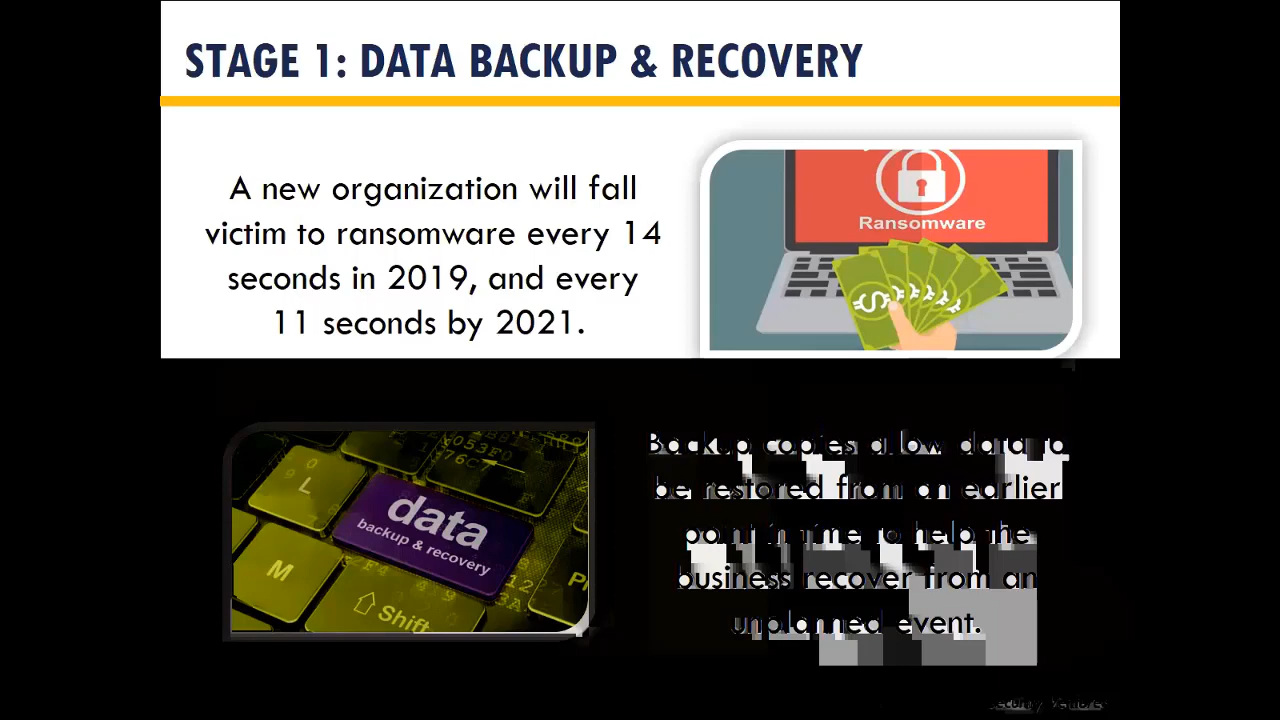 STAGE 1: DATA BACKUP & RECOVERY
A new organization will fall
victim to ransomware every 14
seconds in 2019, and every
11 seconds by 2021.
Ransomware
Backup copies allow data to
be restored from an earlier
point in time to help the
business recover from an
unplanned event.
053F0
76C7
L
data
backup & recovery
M
Shift